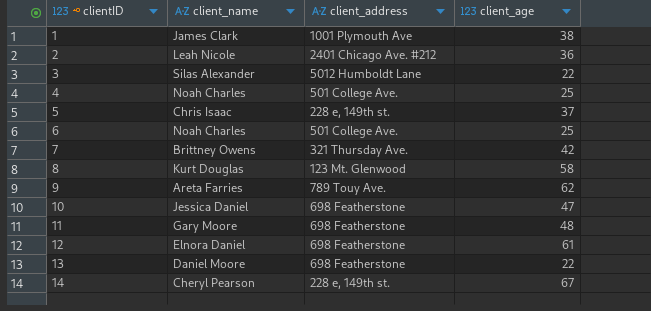 123 clientID AZ client_name AZ client_address 123 client_age
1 1 James Clark 1001 Plymouth Ave 38
2 2 Leah Nicole 2401 Chicago Ave. #212 36
3 3 Silas Alexander 5012 Humboldt Lane 22
4 4 Noah Charles 501 College Ave. 25
5 5 Chris Isaac 228 e, 149th st. 37
6 6 Noah Charles 501 College Ave. 25
7 7 Brittney Owens 321 Thursday Ave. 42
8 8 Kurt Douglas 123 Mt. Glenwood 58
9 9 Areta Farries 789 Touy Ave. 62
10 10 Jessica Daniel 698 Featherstone 47
11 11 Gary Moore 698 Featherstone 48
12 12 Elnora Daniel 698 Featherstone 61
13 13 Daniel Moore 698 Featherstone 22
14 14 Cheryl Pearson 228 e, 149th st. 67